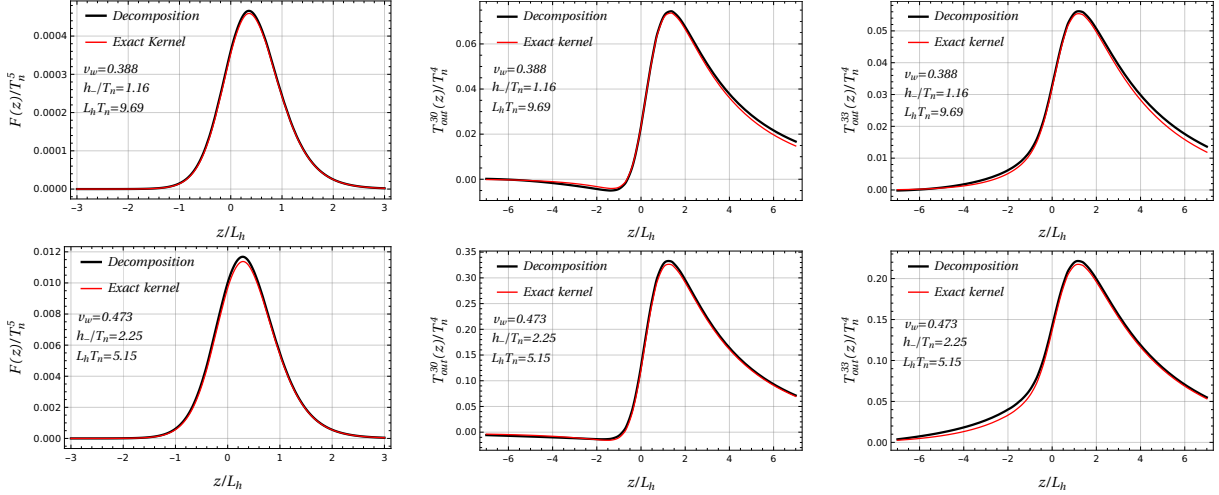 F(z)/T_n^5
0.0004
0.0003
0.0002
0.0001
0.0000
Decomposition
Exact Kernel
v_w=0.388
h_-/T_n=1.16
L_hT_n=9.69
-3 -2 -1 0 1 2 3
z/L_h
T_{out}^{30}(z)/T_n^4
0.06
0.04
0.02
0.00
Decomposition
Exact kernel
v_w=0.388
h_-/T_n=1.16
L_hT_n=9.69
-6 -4 -2 0 2 4 6
z/L_h
T_{out}^{33}(z)/T_n^4
0.05
0.04
0.03
0.02
0.01
0.00
Decomposition
Exact kernel
v_w=0.388
h_-/T_n=1.16
L_hT_n=9.69
-6 -4 -2 0 2 4 6
z/L_h
F(z)/T_n^5
0.012
0.010
0.008
0.006
0.004
0.002
0.000
Decomposition
Exact kernel
v_w=0.473
h_-/T_n=2.25
L_hT_n=5.15
-3 -2 -1 0 1 2 3
z/L_h
T_{out}^{30}(z)/T_n^4
0.35
0.30
0.25
0.20
0.15
0.10
0.05
0.00
Decomposition
Exact kernel
v_w=0.473
h_-/T_n=2.25
L_hT_n=5.15
-6 -4 -2 0 2 4 6
z/L_h
T_{out}^{33}(z)/T_n^4
0.20
0.15
0.10
0.05
0.00
Decomposition
Exact kernel
v_w=0.473
h_-/T_n=2.25
L_hT_n=5.15
-6 -4 -2 0 2 4 6
z/L_h